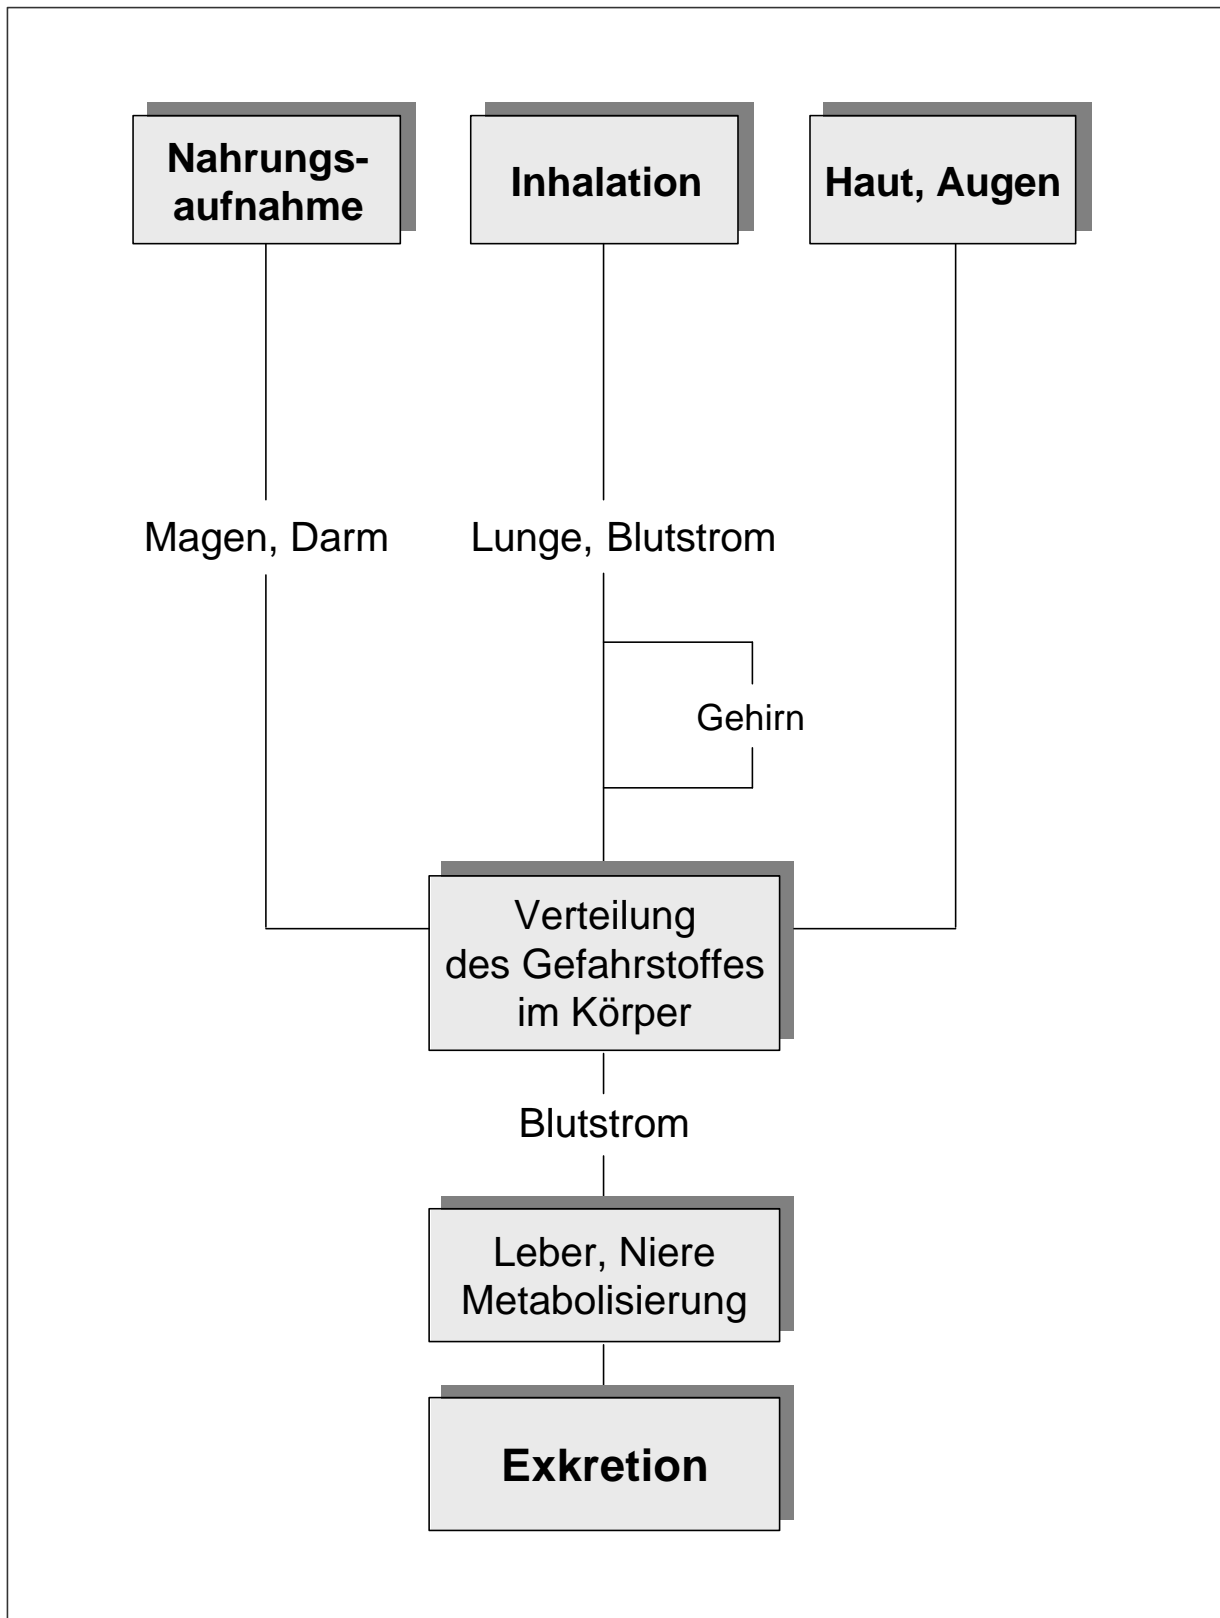 Nahrungs-
aufnahme
Inhalation
Haut, Augen
Magen, Darm
Lunge, Blutstrom
Gehirn
Verteilung
des Gefahrstoffes
im Körper
Blutstrom
Leber, Niere
Metabolisierung
Exkretion